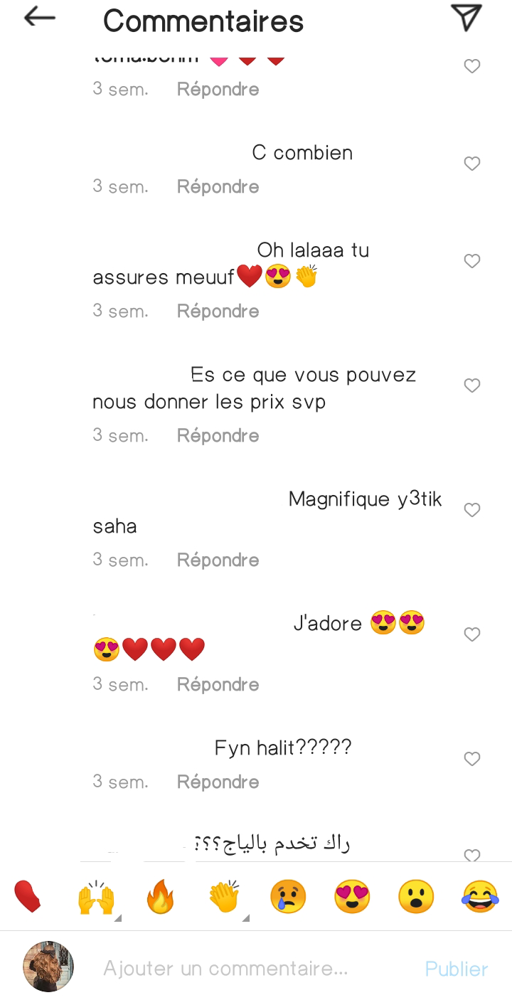 Commentaires
3 sem. Répondre
C combien
3 sem. Répondre
Oh lalaaa tu
assures meuuf❤️😍👏
3 sem. Répondre
Es ce que vous pouvez
nous donner les prix svp
3 sem. Répondre
Magnifique y3tik
saha
3 sem. Répondre
J'adore 😍😍
😍❤️❤️❤️
3 sem. Répondre
Fyn halit?????
3 sem. Répondre
راك تخدم بالياج؟؟؟
Ajouter un commentaire... Publier